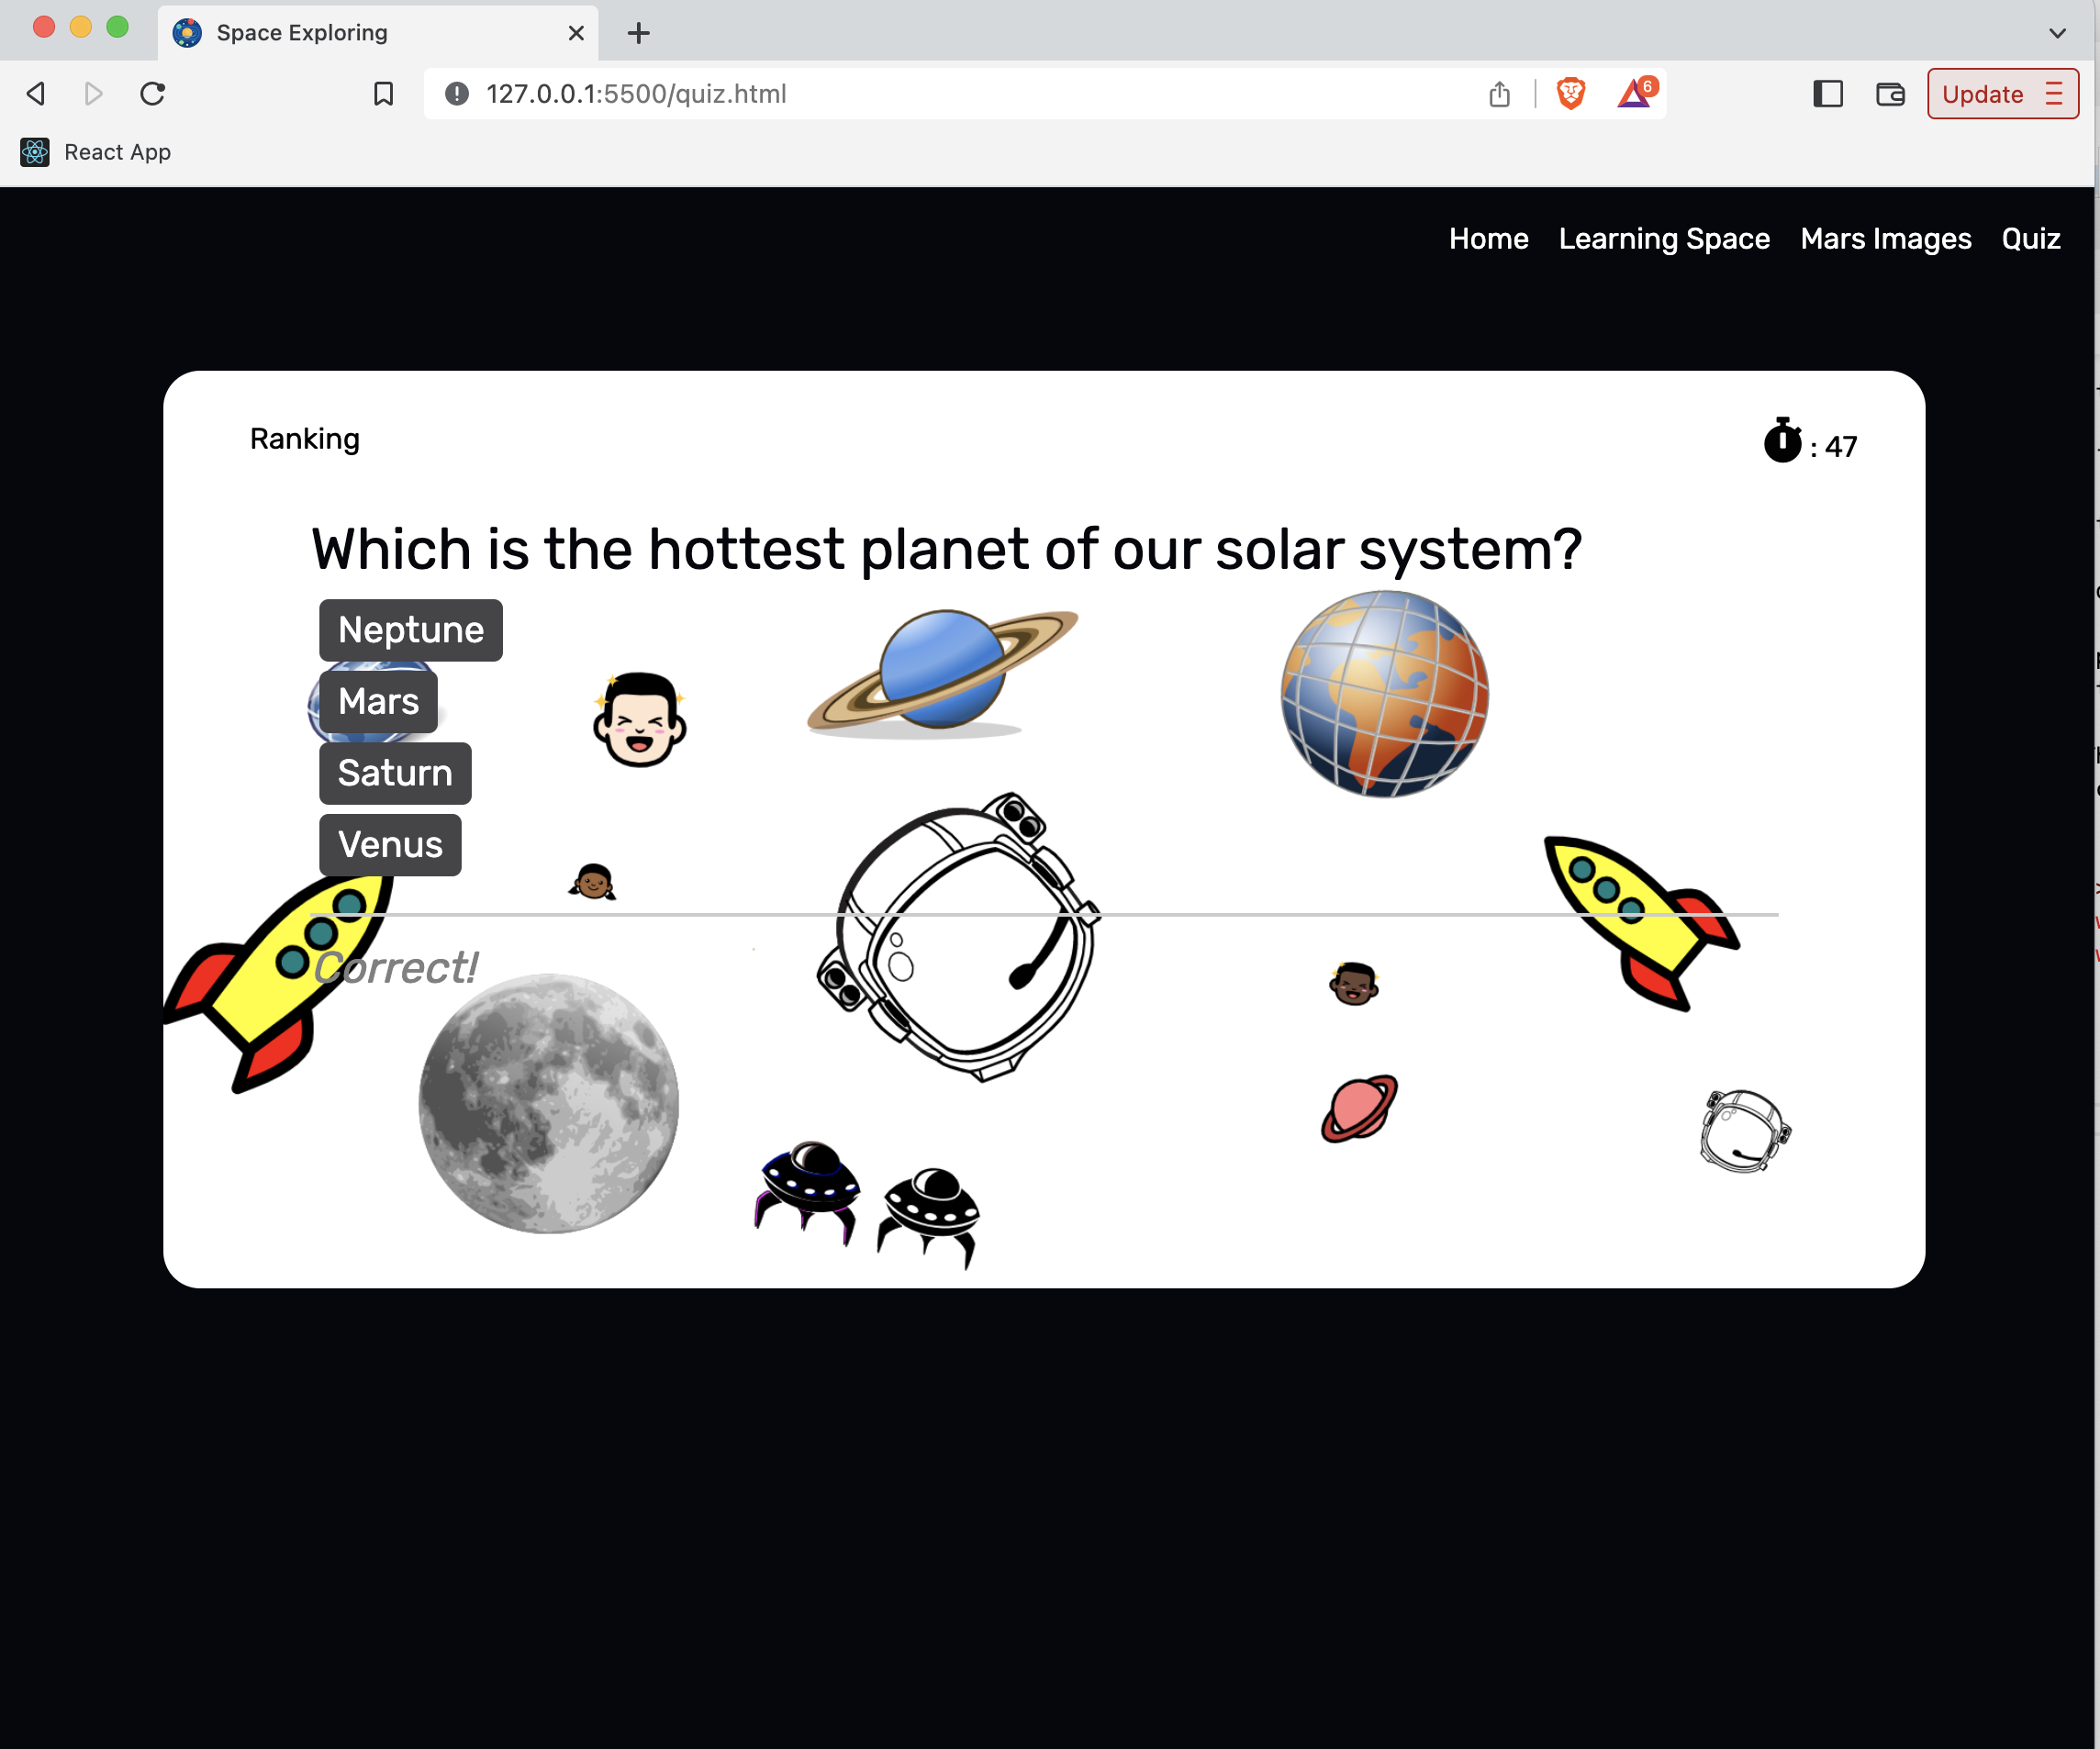 Space Exploring
127.0.0.1:5500/quiz.html
6
Update
React App
Home Learning Space Mars Images Quiz
Ranking
: 47
Which is the hottest planet of our solar system?
Neptune
Mars
Saturn
Venus
Correct!